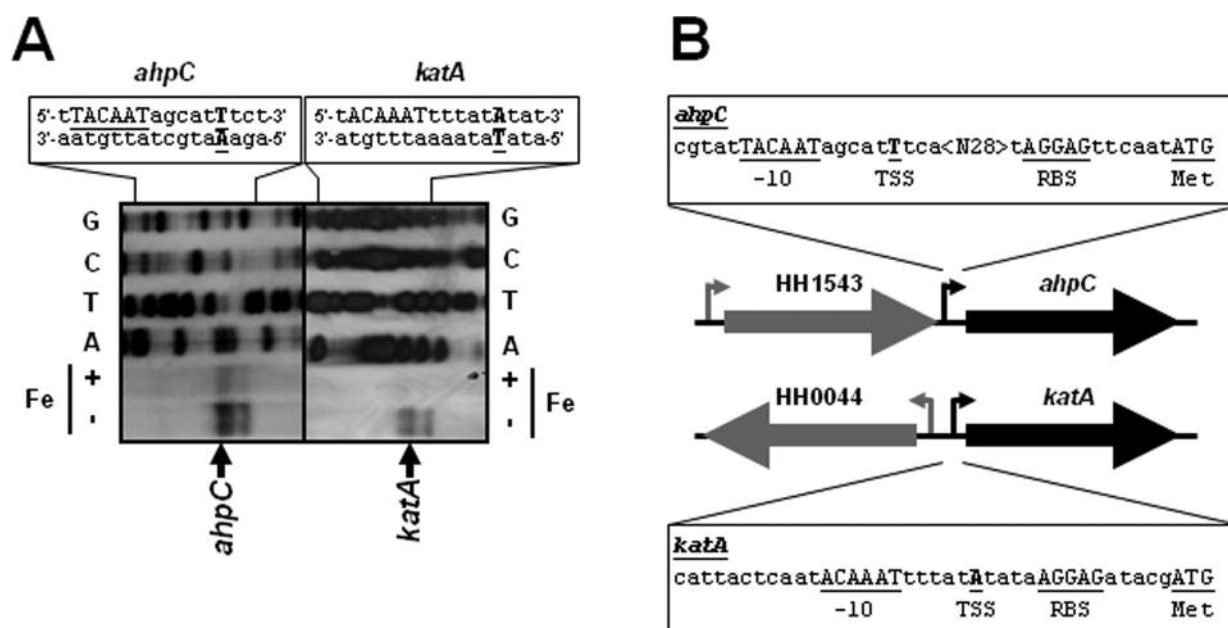 A
ahpC katA
5'-tTACAATagcatTtct-3' 5'-tACAAATtttatAtat-3'
3'-aatgttatcgtaAaga-5' 3'-atgtttaaaataTata-5'
G G
C C
T T
A A
+ +
Fe Fe
- -
ahpC katA
B
ahpC
cgtatTACAATagcatTtca<N28>tAGGAGttcaatATG
-10 TSS RBS Met
HH1543 ahpC
HH0044 katA
katA
cattactcaatACAAATtttatAtataAGGAGatacgATG
-10 TSS RBS Met